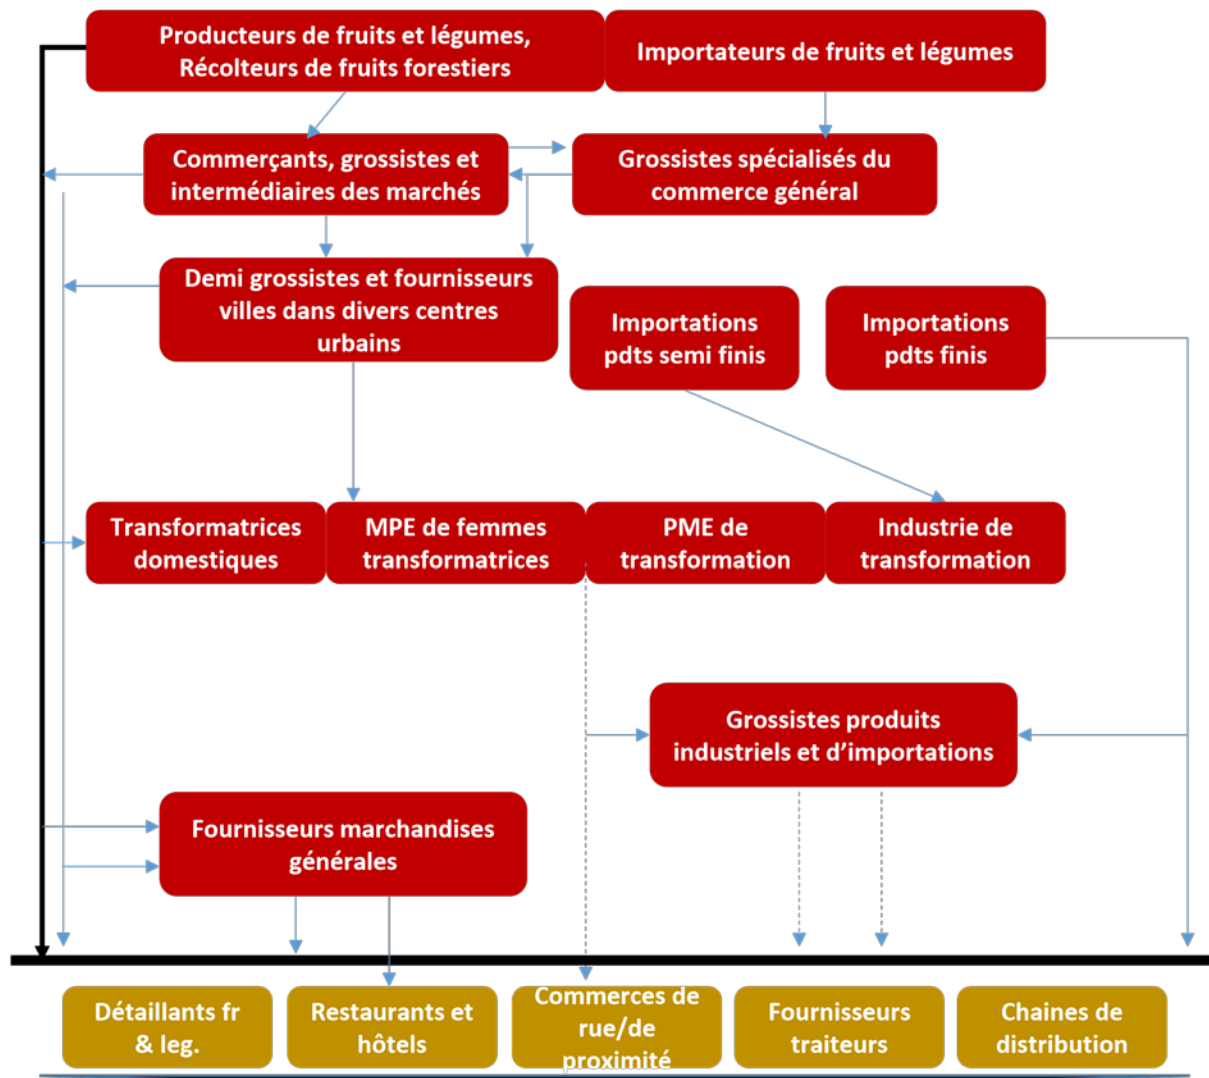 Producteurs de fruits et légumes,
Récolteurs de fruits forestiers
Importateurs de fruits et légumes
Commerçants, grossistes et
intermédiaires des marchés
Grossistes spécialisés du
commerce général
Demi grossistes et fournisseurs
villes dans divers centres
urbains
Importations
pdts semi finis
Importations
pdts finis
Transformatrices
domestiques
MPE de femmes
transformatrices
PME de
transformation
Industrie de
transformation
Grossistes produits
industriels et d’importations
Fournisseurs marchandises
générales
Détaillants fr
& leg.
Restaurants et
hôtels
Commerces de
rue/de
proximité
Fournisseurs
traiteurs
Chaines de
distribution